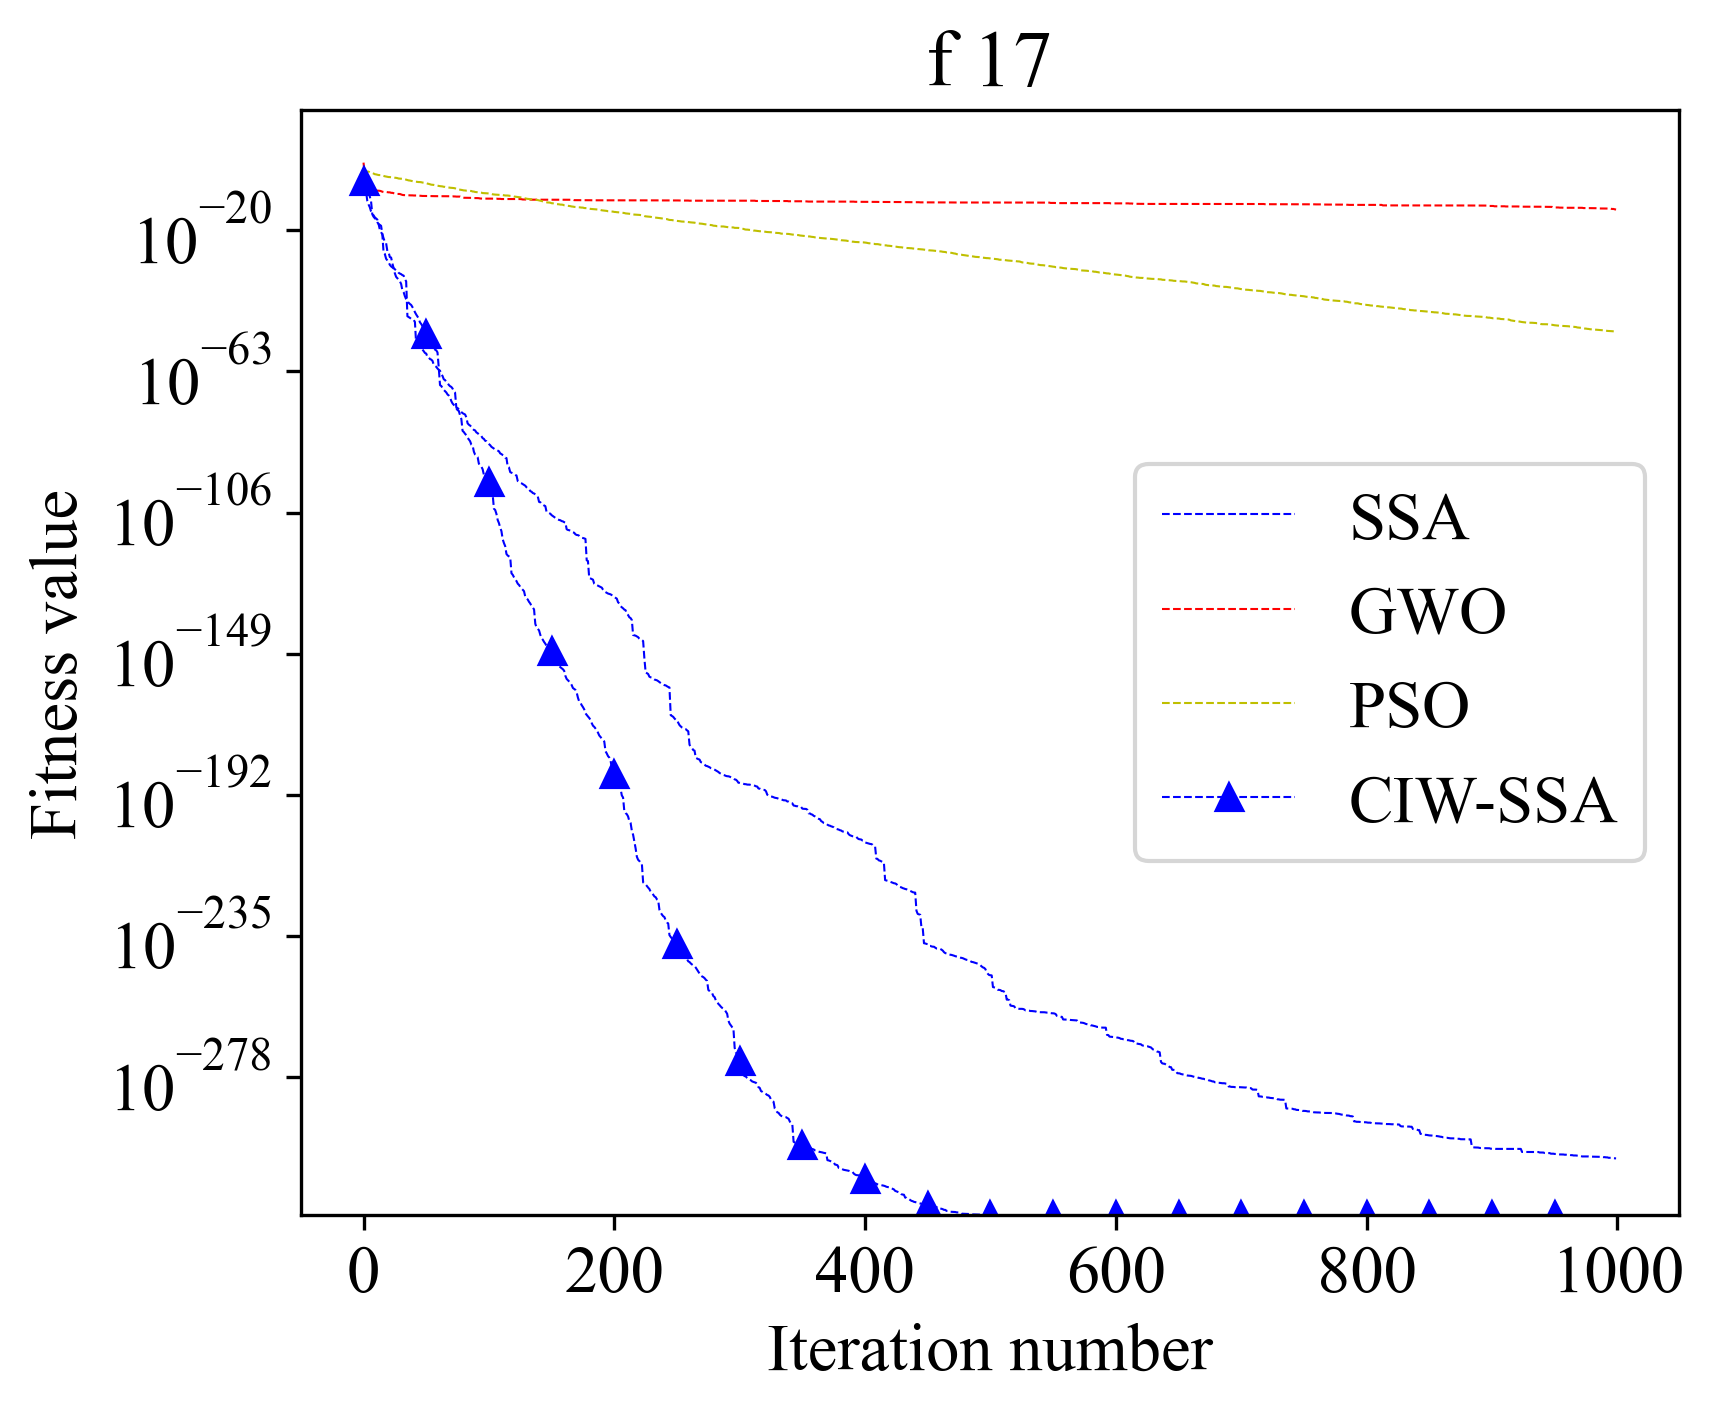 f 17
10⁻²⁰
10⁻⁶³
10⁻¹⁰⁶
10⁻¹⁴⁹
10⁻¹⁹²
10⁻²³⁵
10⁻²⁷⁸
Fitness value
SSA
GWO
PSO
CIW-SSA
0 200 400 600 800 1000
Iteration number